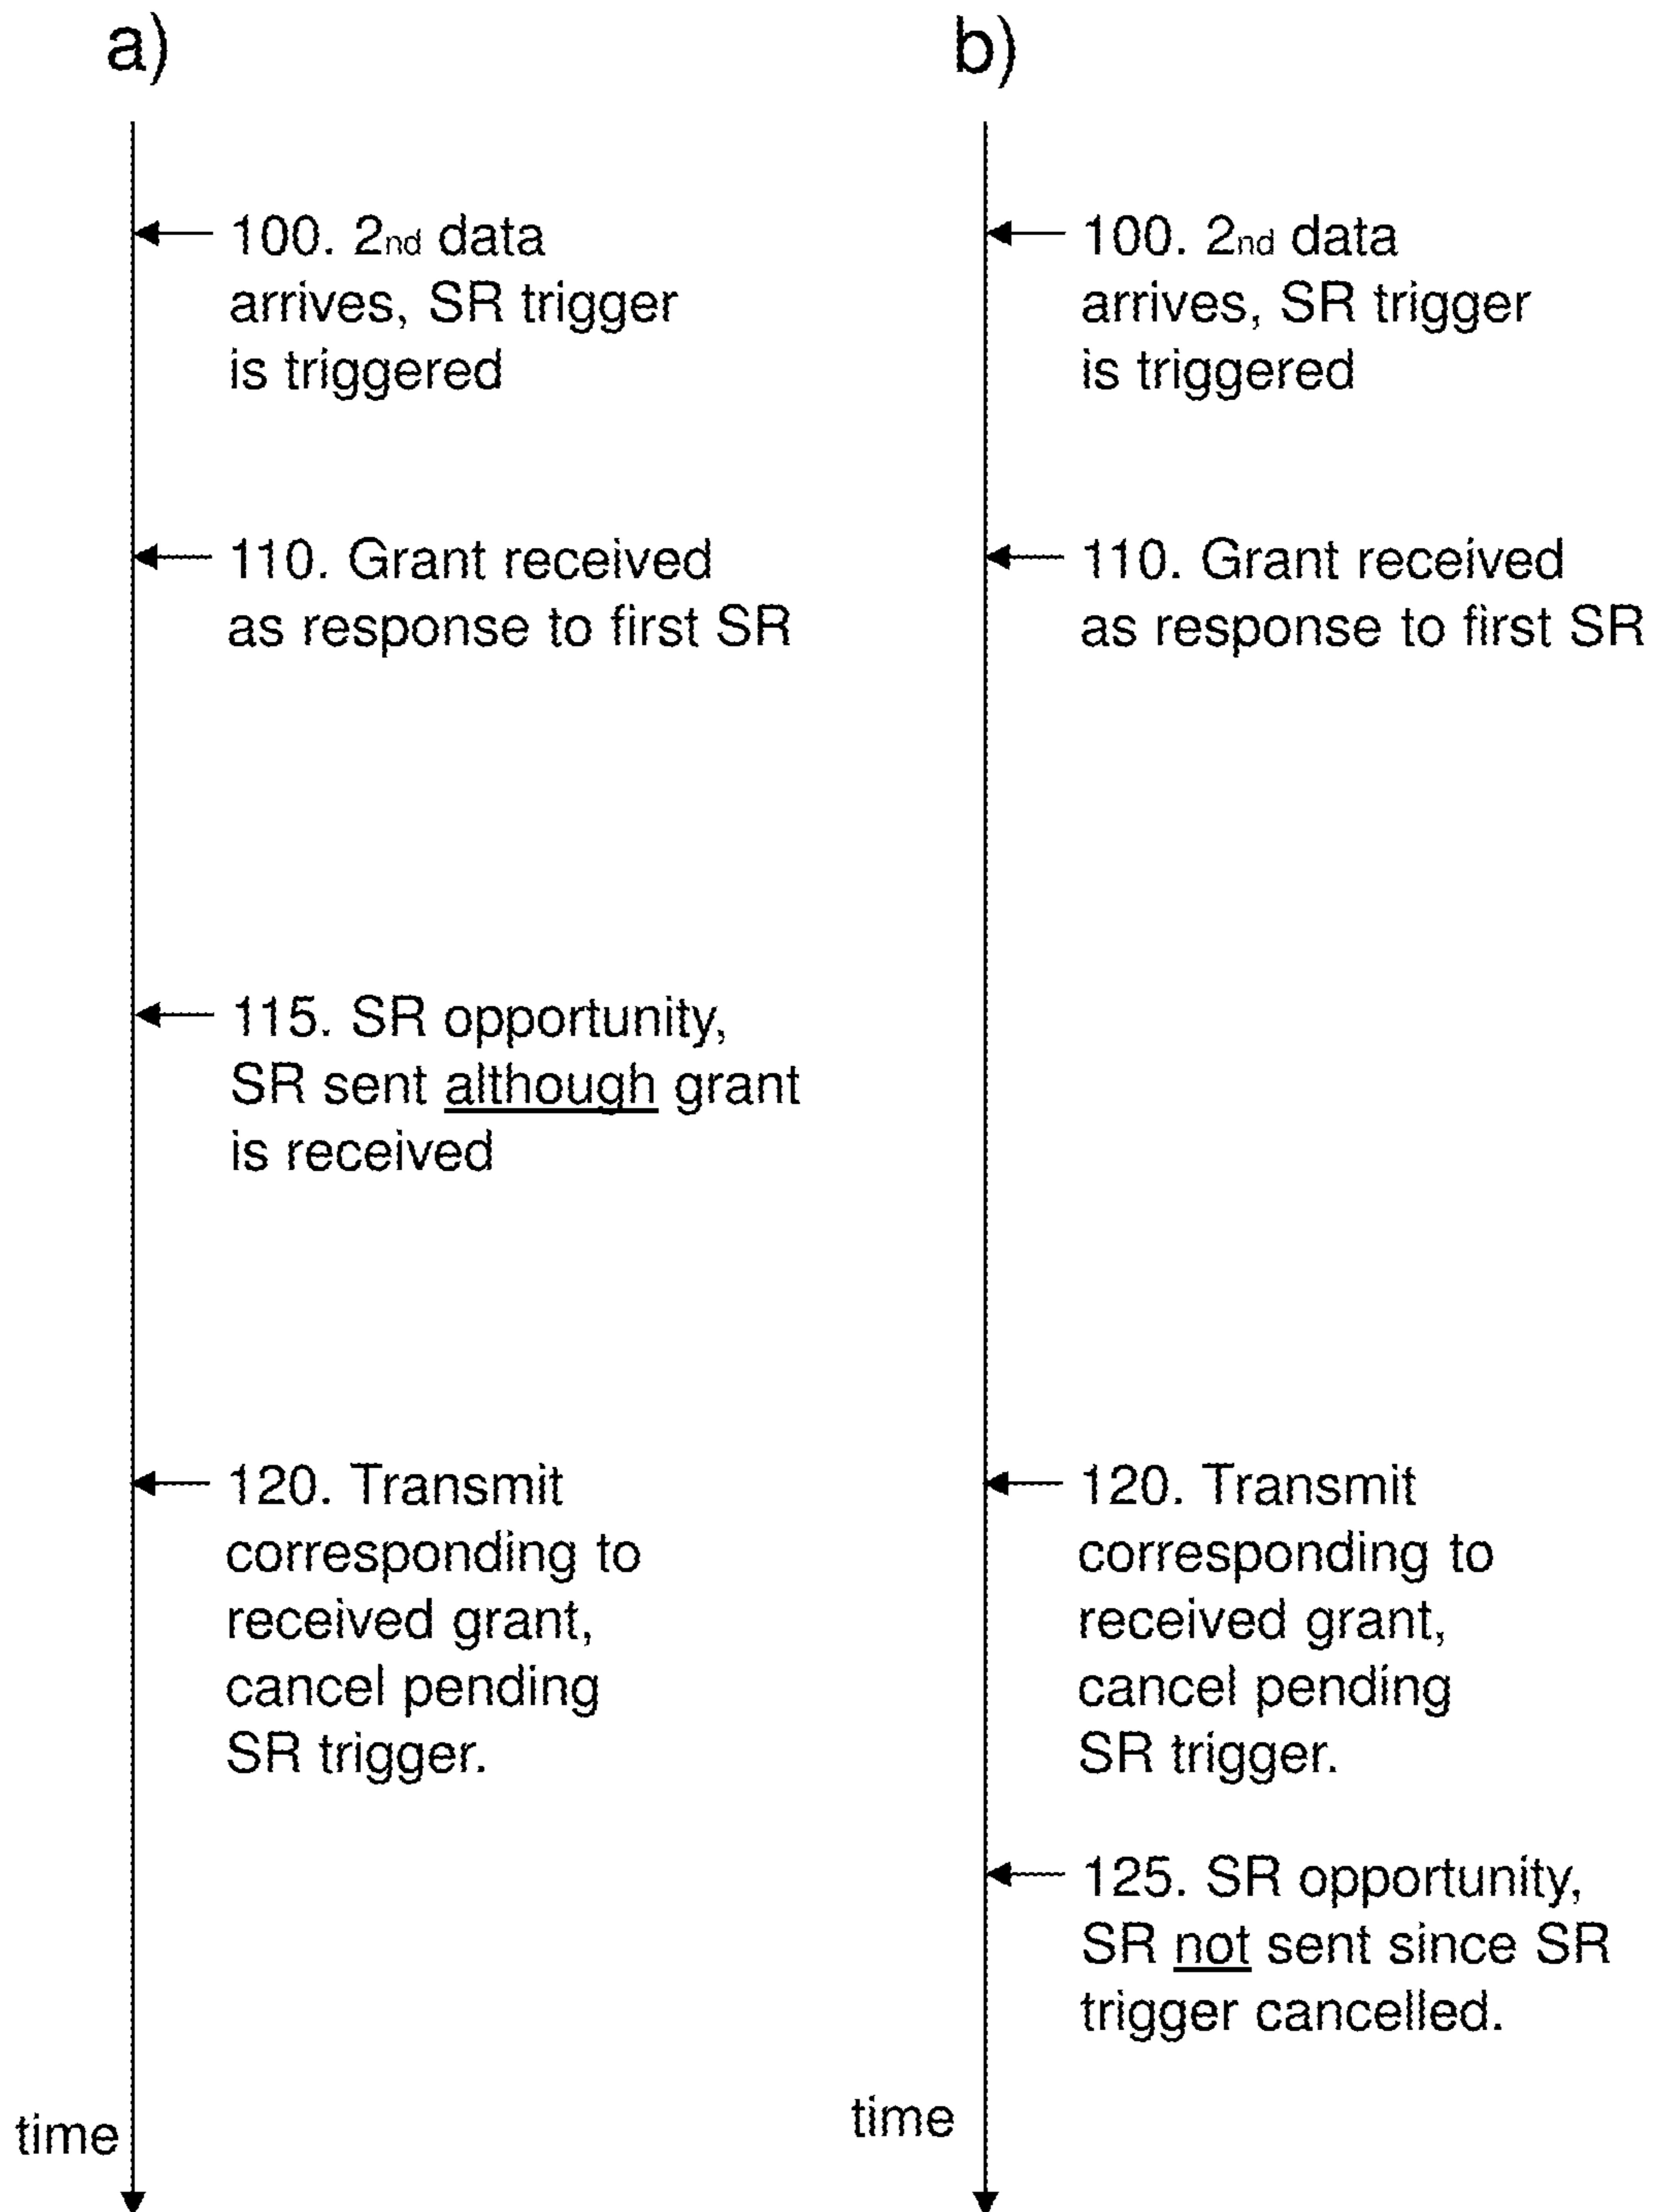 a)
100. 2nd data
arrives, SR trigger
is triggered
110. Grant received
as response to first SR
115. SR opportunity,
SR sent although grant
is received
120. Transmit
corresponding to
received grant,
cancel pending
SR trigger.
time
b)
100. 2nd data
arrives, SR trigger
is triggered
110. Grant received
as response to first SR
120. Transmit
corresponding to
received grant,
cancel pending
SR trigger.
125. SR opportunity,
SR not sent since SR
trigger cancelled.
time